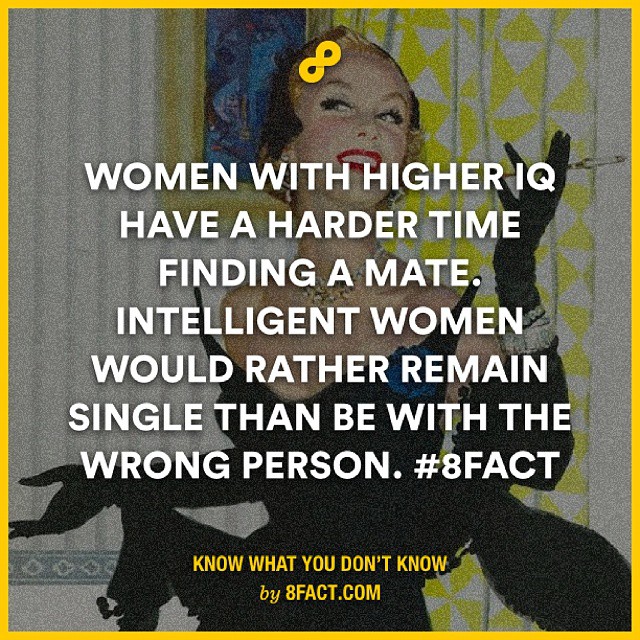 WOMEN WITH HIGHER IQ
HAVE A HARDER TIME
FINDING A MATE.
INTELLIGENT WOMEN
WOULD RATHER REMAIN
SINGLE THAN BE WITH THE
WRONG PERSON. #8FACT
KNOW WHAT YOU DON'T KNOW
by 8FACT.COM